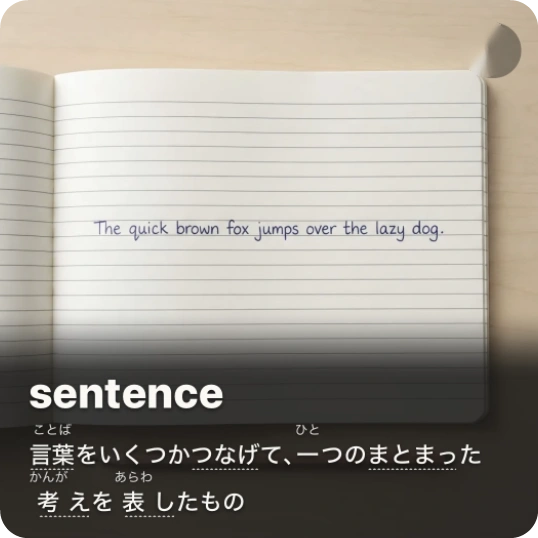 The quick brown fox jumps over the lazy dog.
sentence
ことば ひと
言葉をいくつかつなげて、一つのまとまった
かんが あらわ
考えを表したもの